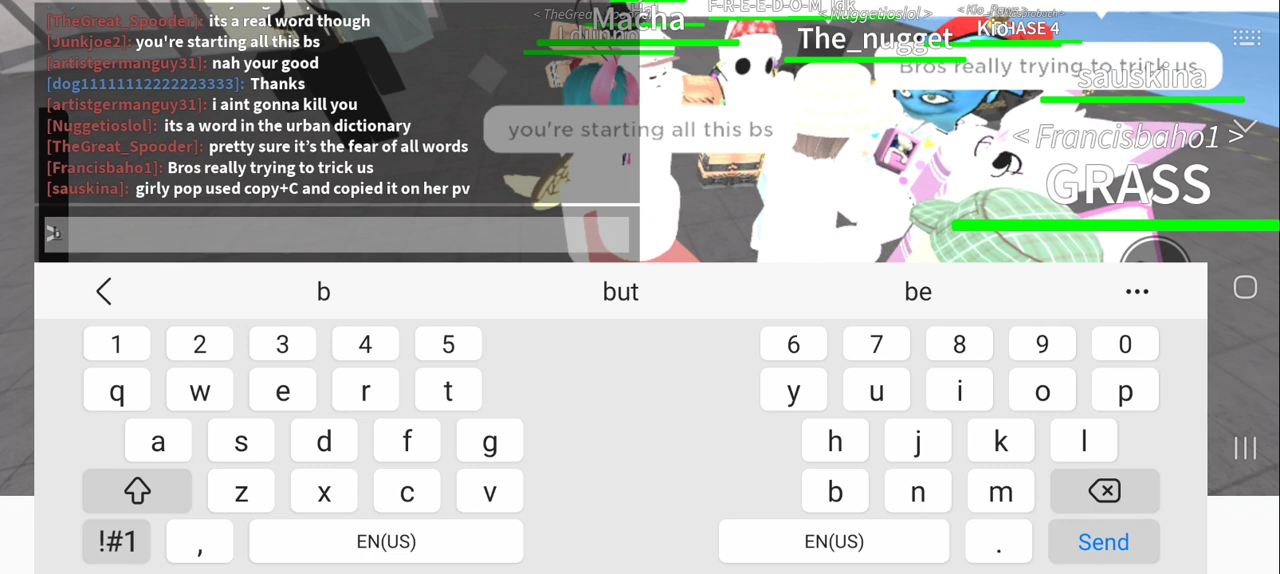 [TheGreat_Spooder]: its a real word though
[Junkjoe2]: you're starting all this bs
[artistgermanguy31]: nah your good
[dog11111112222223333]: Thanks
[artistgermanguy31]: i aint gonna kill you
[Nuggetioslol]: its a word in the urban dictionary
[TheGreat_Spooder]: pretty sure it's the fear of all words
[Francisbaho1]: Bros really trying to trick us
[sauskina]: girly pop used copy+C and copied it on her pv
Macha
F-R-E-E-D-O-M
< Nuggetioslol >
The_nugget
HASE 4
Bros really trying to trick us
sauskina
you're starting all this bs
< Francisbaho1 >
GRASS
b but be
1 2 3 4 5 6 7 8 9 0
q w e r t y u i o p
a s d f g h j k l
z x c v b n m
!#1 , EN(US) EN(US) . Send